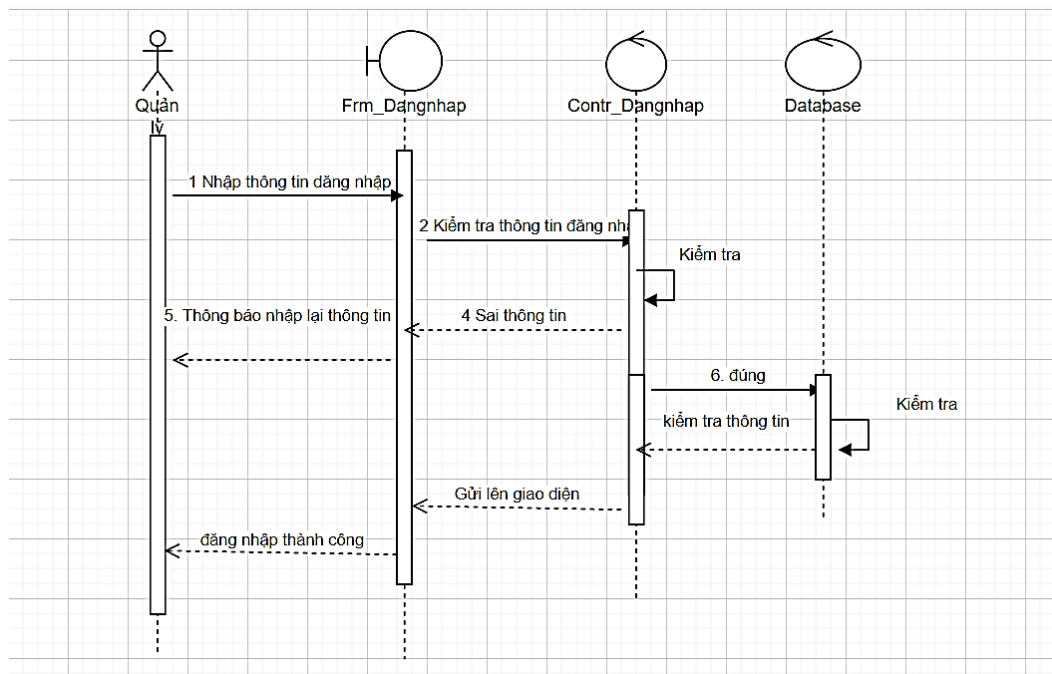 Quản
lý
Frm_Dangnhap
Contr_Dangnhap
Database
1 Nhập thông tin dăng nhập
2 Kiểm tra thông tin đăng
Kiểm tra
5. Thông báo nhập lại thông tin
4 Sai thông tin
6. đúng
Kiểm tra
kiểm tra thông tin
Gửi lên giao diện
đăng nhập thành công